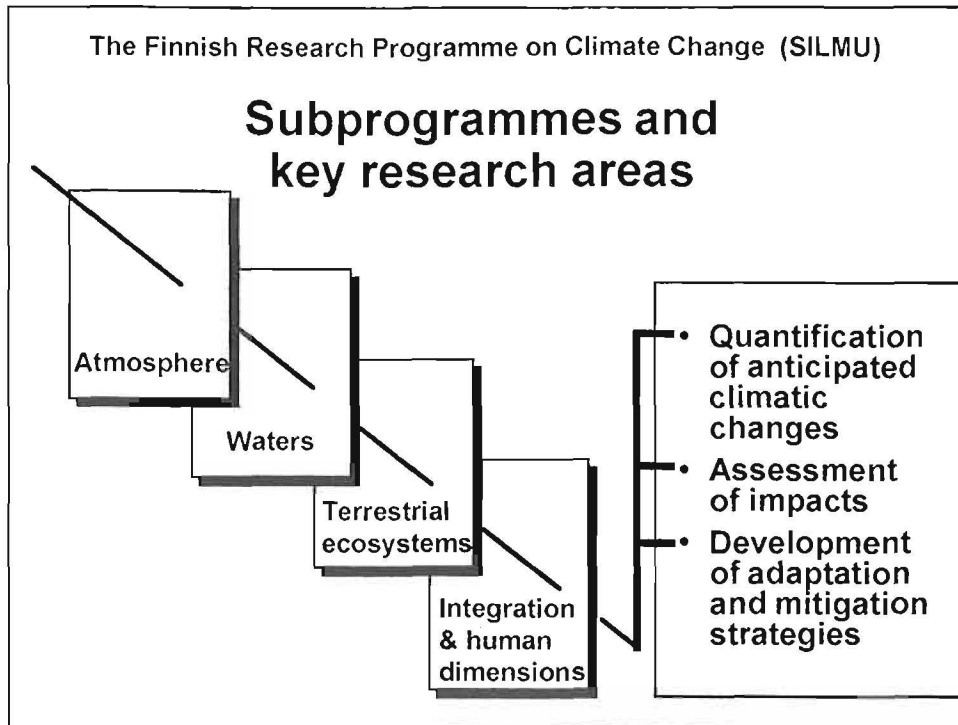 The Finnish Research Programme on Climate Change (SILMU)
Subprogrammes and
key research areas
Atmosphere
Waters
Terrestrial
ecosystems
Integration
& human
dimensions
• Quantification
of anticipated
climatic
changes
• Assessment
of impacts
• Development
of adaptation
and mitigation
strategies